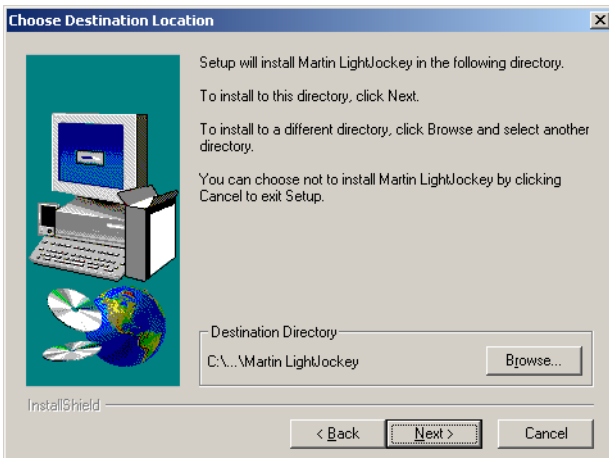 Choose Destination Location
Setup will install Martin LightJockey in the following directory.
To install to this directory, click Next.
To install to a different directory, click Browse and select another
directory.
You can choose not to install Martin LightJockey by clicking
Cancel to exit Setup.
Destination Directory
C:\...\Martin LightJockey
Browse...
InstallShield
< Back
Next >
Cancel